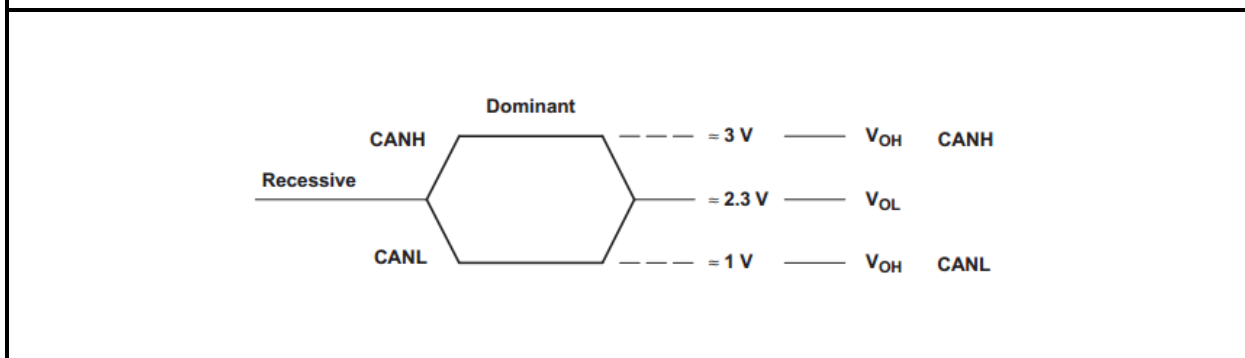 Dominant
CANH ≈ 3 V VOH CANH
Recessive
≈ 2.3 V VOL
CANL ≈ 1 V VOH CANL